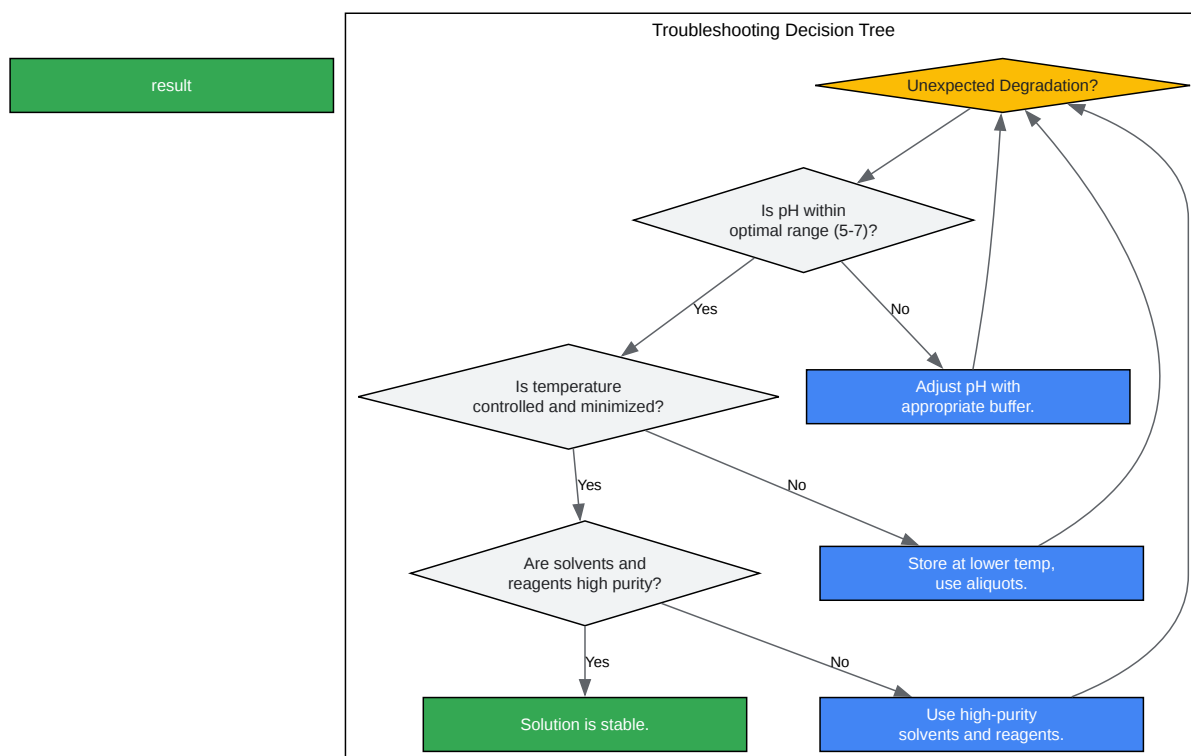 Troubleshooting Decision Tree
result
Unexpected Degradation?
Is pH within
optimal range (5-7)?
Yes
No
Is temperature
controlled and minimized?
Adjust pH with
appropriate buffer.
Yes
No
Are solvents and
reagents high purity?
Store at lower temp,
use aliquots.
Yes
No
Solution is stable.
Use high-purity
solvents and reagents.